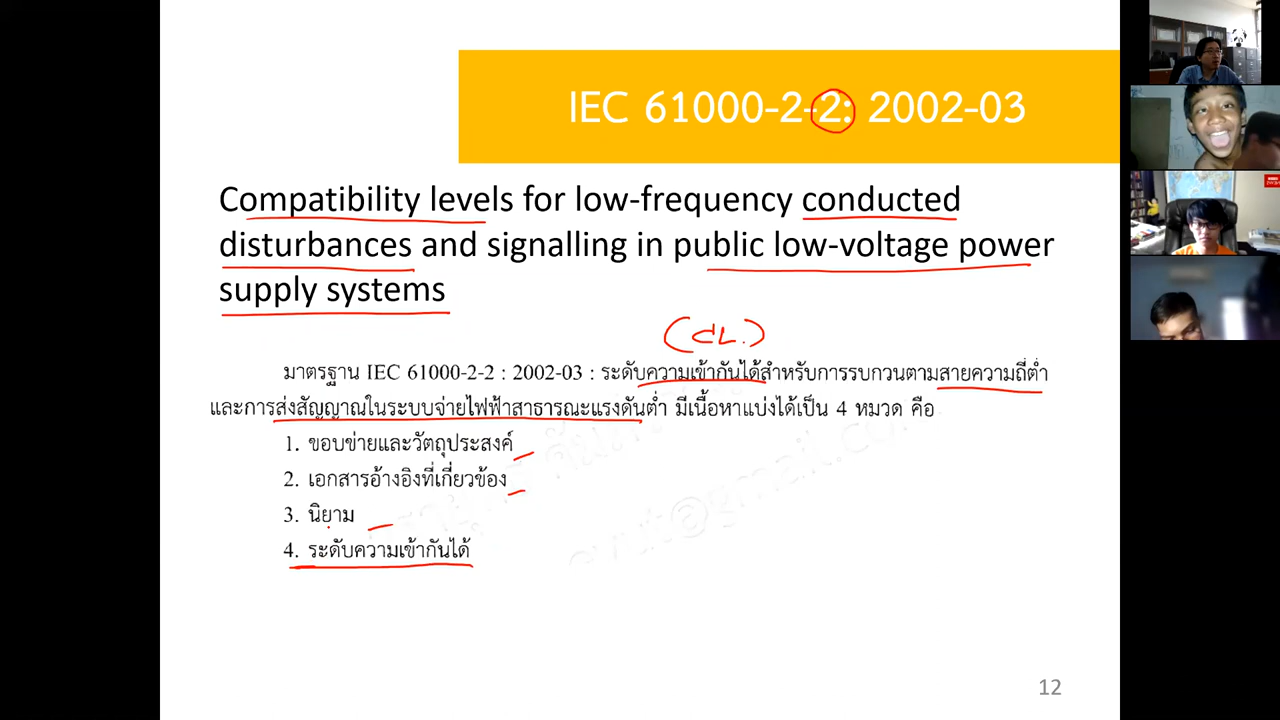 IEC 61000-2-2: 2002-03
Compatibility levels for low-frequency conducted
disturbances and signalling in public low-voltage power
supply systems
มาตรฐาน IEC 61000-2-2 : 2002-03 : ระดับความเข้ากันได้สำหรับการรบกวนตามสายความถี่ต่ำ
และการส่งสัญญาณในระบบจ่ายไฟฟ้าสาธารณะแรงดันต่ำ มีเนื้อหาแบ่งได้เป็น 4 หมวด คือ
1. ขอบข่ายและวัตถุประสงค์
2. เอกสารอ้างอิงที่เกี่ยวข้อง
3. นิยาม
4. ระดับความเข้ากันได้
12